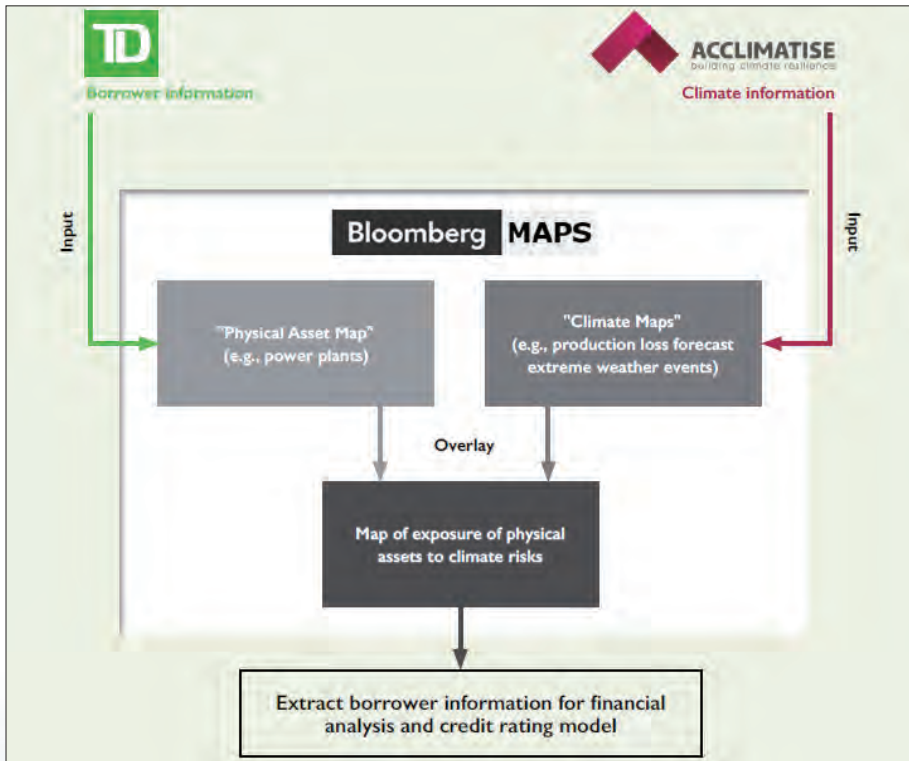 TD
Borrower information
ACCLIMATISE
building climate resilience
Climate information
Input
Input
Bloomberg MAPS
"Physical Asset Map"
(e.g., power plants)
"Climate Maps"
(e.g., production loss forecast
extreme weather events)
Overlay
Map of exposure of physical
assets to climate risks
Extract borrower information for financial
analysis and credit rating model